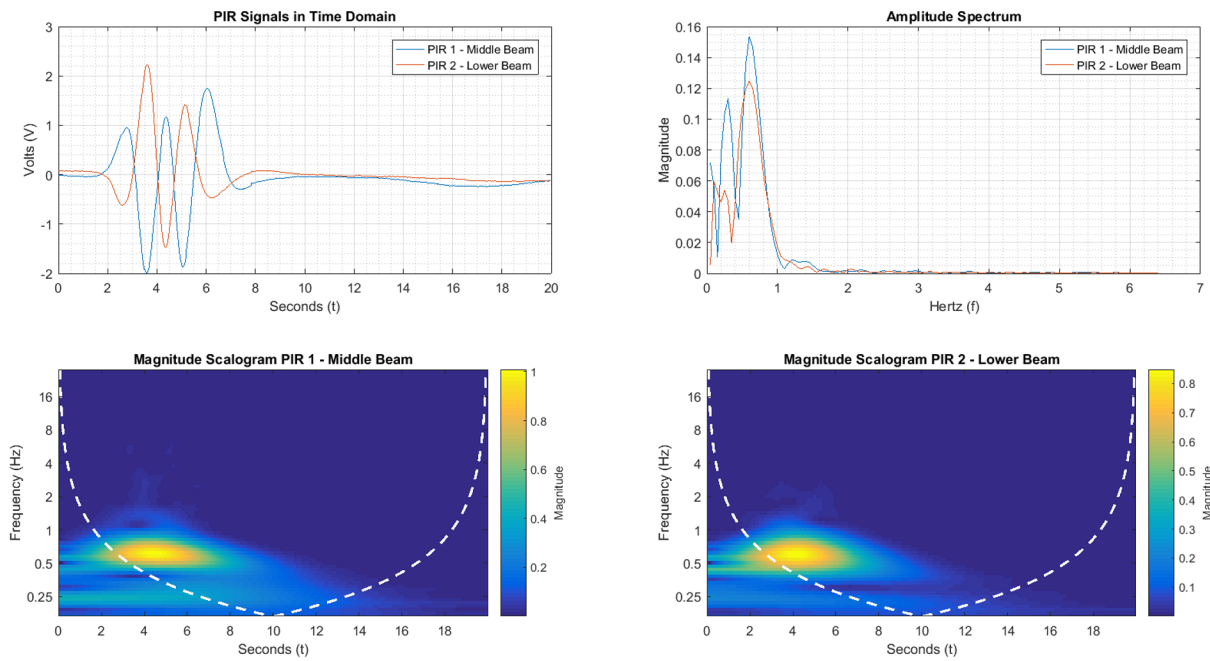 PIR Signals in Time Domain
3
2
1
0
-1
-2
Volts (V)
PIR 1 - Middle Beam
PIR 2 - Lower Beam
0 2 4 6 8 10 12 14 16 18 20
Seconds (t)
Amplitude Spectrum
0.16
0.14
0.12
0.10
0.08
0.06
0.04
0.02
0
Magnitude
PIR 1 - Middle Beam
PIR 2 - Lower Beam
0 1 2 3 4 5 6 7
Hertz (f)
Magnitude Scalogram PIR 1 - Middle Beam
16
8
4
2
1
0.5
0.25
Frequency (Hz)
0 2 4 6 8 10 12 14 16 18
Seconds (t)
1
0.8
0.6
0.4
0.2
Magnitude
Magnitude Scalogram PIR 2 - Lower Beam
16
8
4
2
1
0.5
0.25
Frequency (Hz)
0 2 4 6 8 10 12 14 16 18
Seconds (t)
0.8
0.7
0.6
0.5
0.4
0.3
0.2
0.1
Magnitude